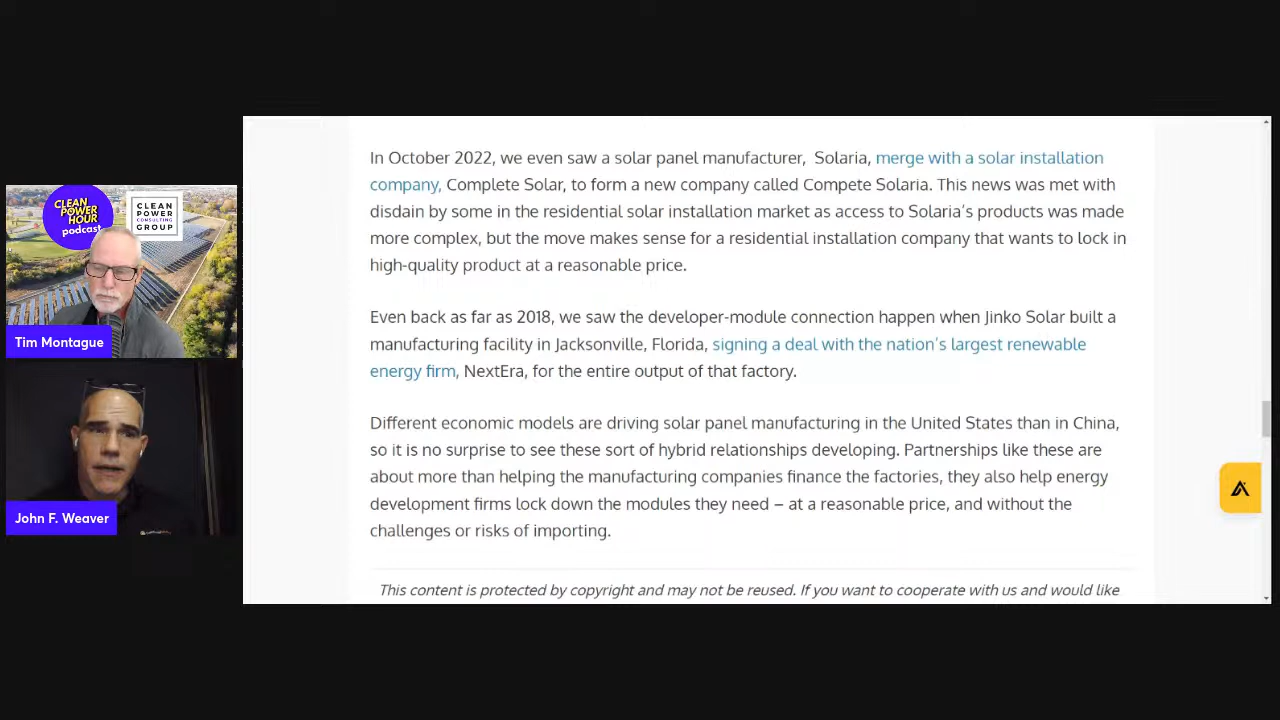 CLEAN
POWER
HOUR
podcast
CLEAN
POWER
CONSULTING
GROUP
Tim Montague
John F. Weaver
In October 2022, we even saw a solar panel manufacturer,  Solaria, merge with a solar installation
company, Complete Solar, to form a new company called Compete Solaria. This news was met with
disdain by some in the residential solar installation market as access to Solaria’s products was made
more complex, but the move makes sense for a residential installation company that wants to lock in
high-quality product at a reasonable price.
Even back as far as 2018, we saw the developer-module connection happen when Jinko Solar built a
manufacturing facility in Jacksonville, Florida, signing a deal with the nation’s largest renewable
energy firm, NextEra, for the entire output of that factory.
Different economic models are driving solar panel manufacturing in the United States than in China,
so it is no surprise to see these sort of hybrid relationships developing. Partnerships like these are
about more than helping the manufacturing companies finance the factories, they also help energy
development firms lock down the modules they need – at a reasonable price, and without the
challenges or risks of importing.
This content is protected by copyright and may not be reused. If you want to cooperate with us and would like